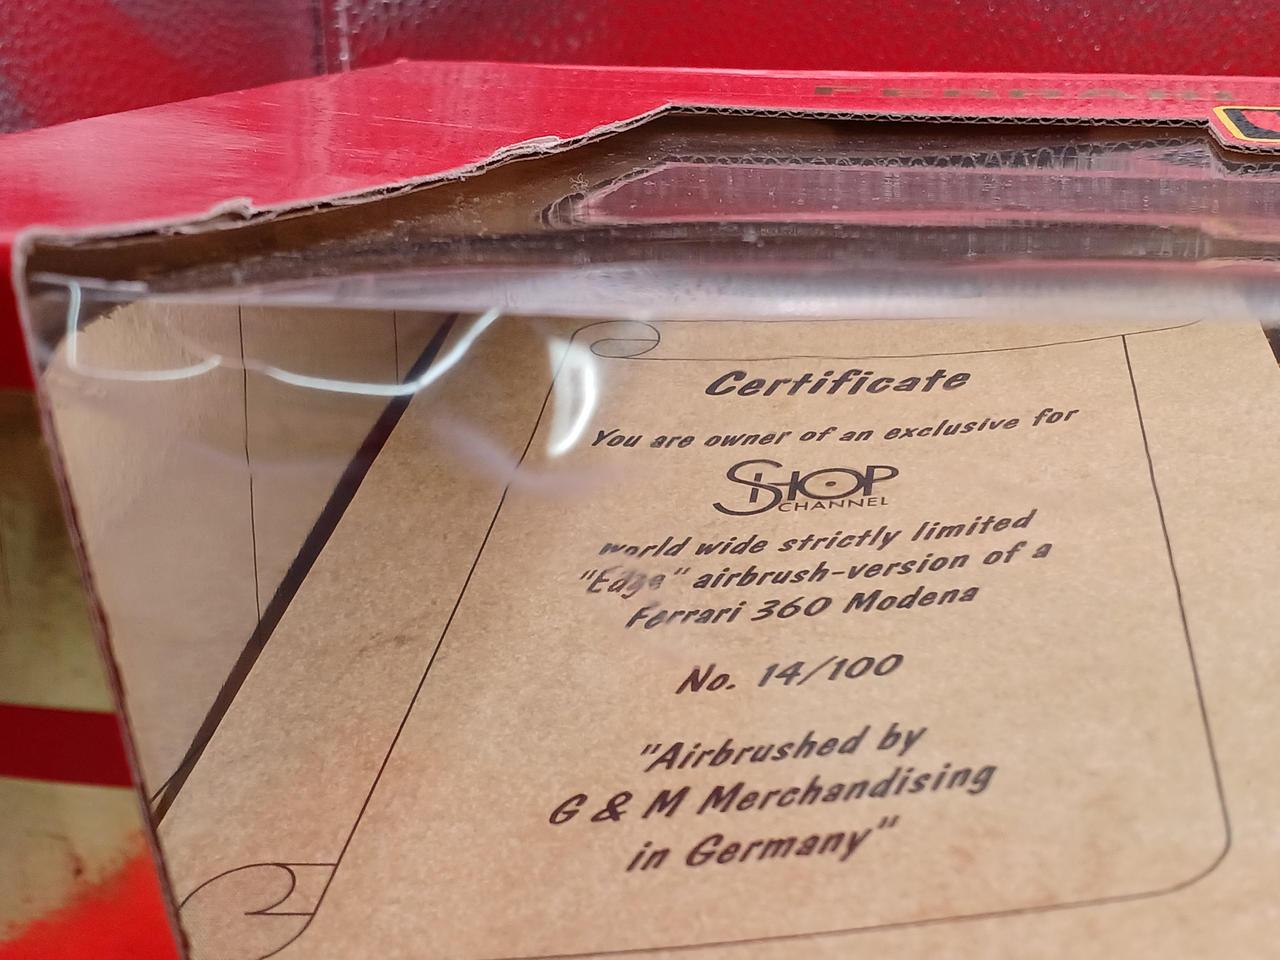 FERRARI
Certificate
You are owner of an exclusive for
SHOP
CHANNEL
world wide strictly limited
"Edge" airbrush-version of a
Ferrari 360 Modena
No. 14/100
"Airbrushed by
G & M Merchandising
in Germany"